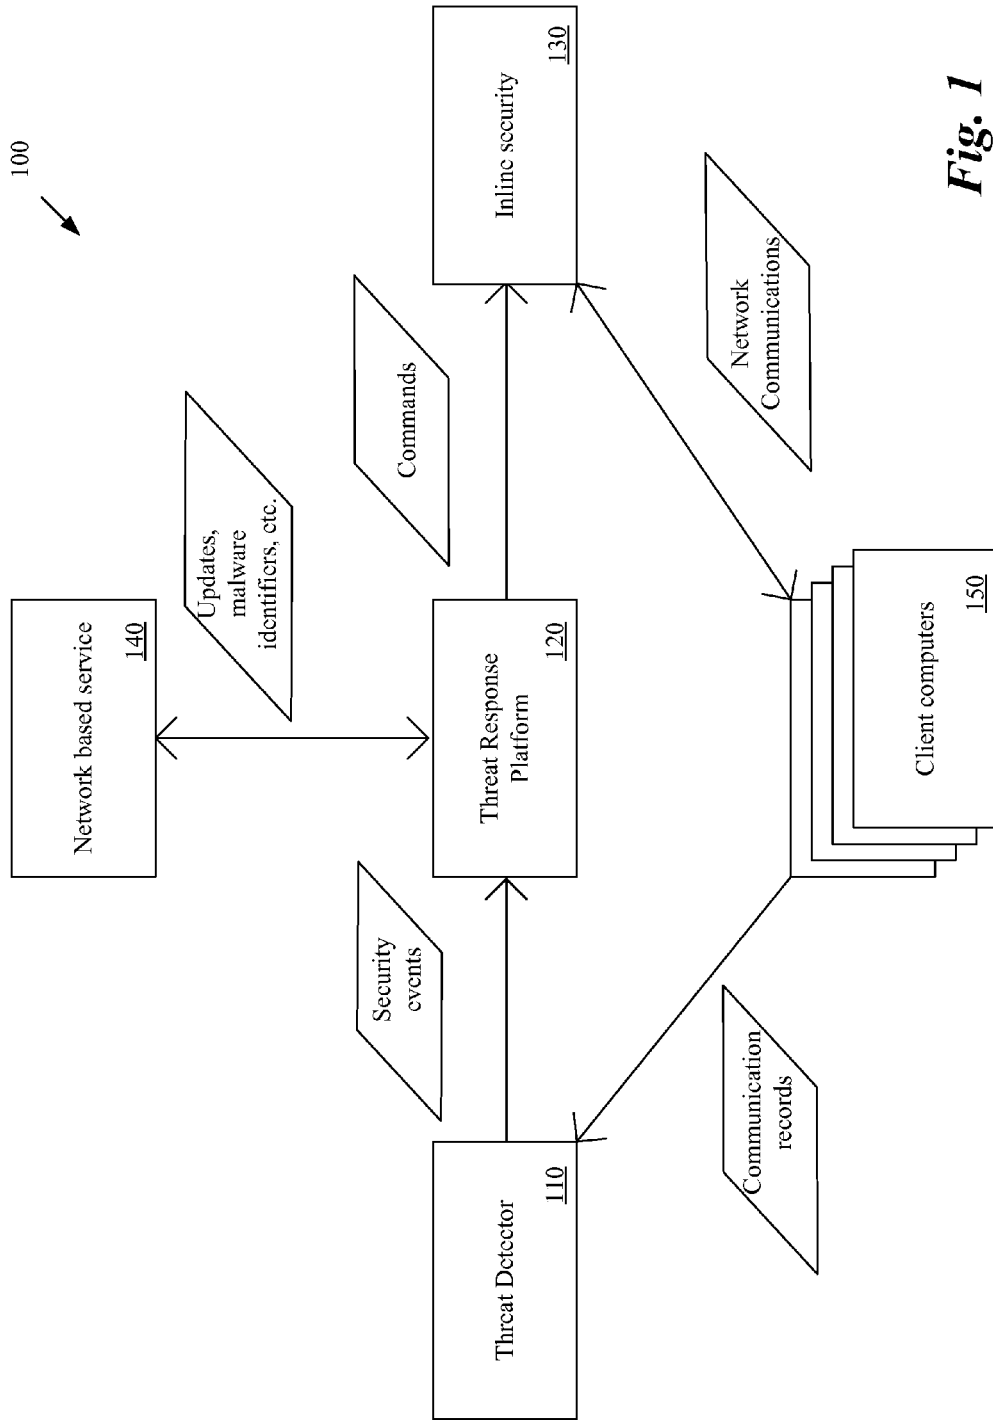 100
Network based service
140
Updates,
malware
identifiers, etc.
Security
events
Commands
Threat Detector
110
Threat Response
Platform
120
Inline security
130
Communication
records
Network
Communications
Client computers
150
Fig. 1